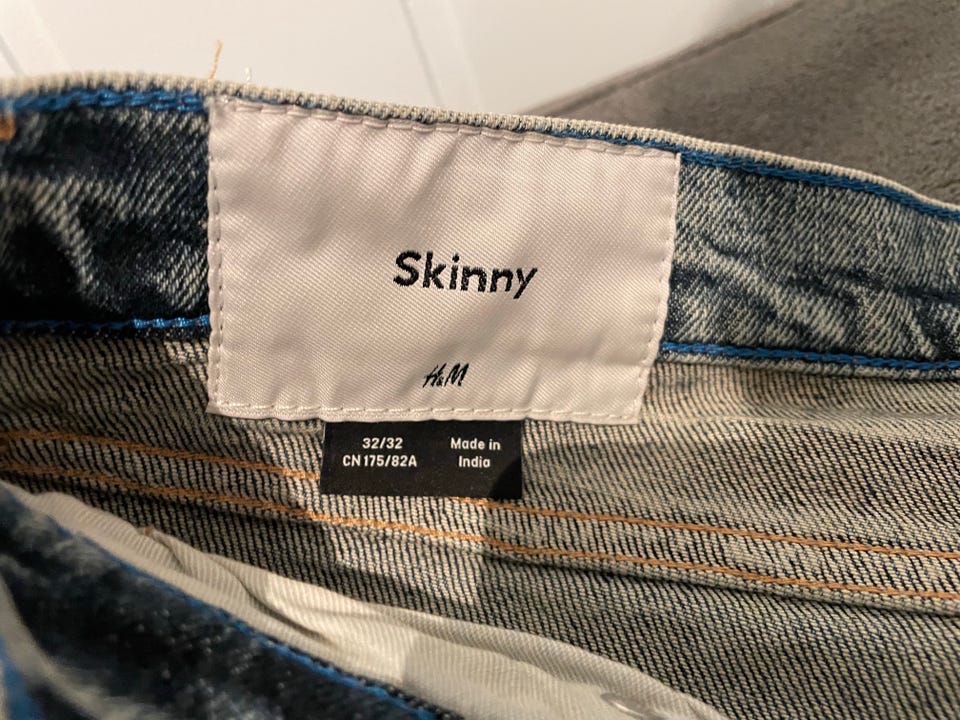 Skinny
H&M
32/32
CN 175/82A
Made in
India